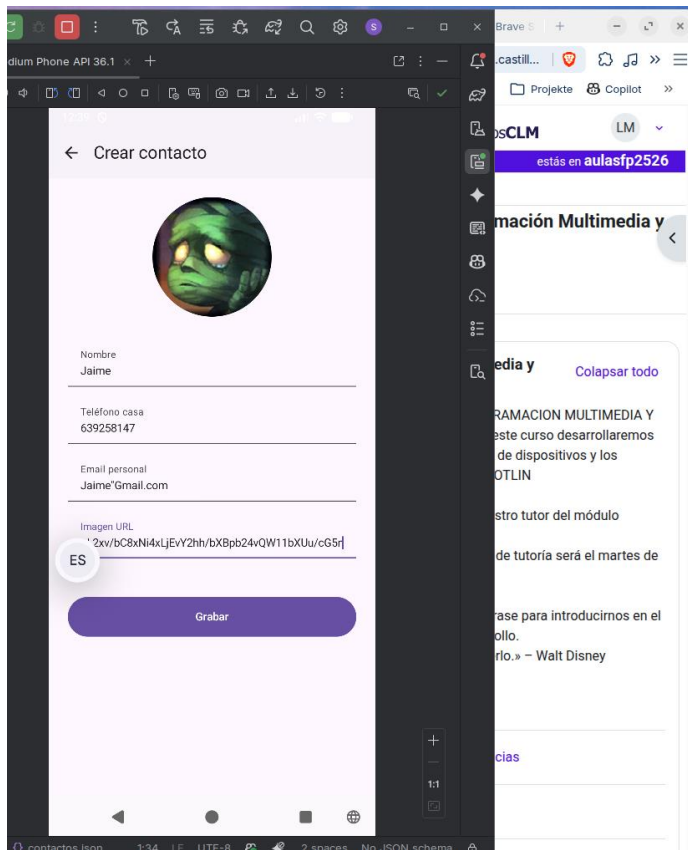 Brave S
dium Phone API 36.1
.castill...
Projekte
Copilot
»
osCLM
LM
estás en aulasfp2526
Crear contacto
mación Multimedia y
Nombre
Jaime
edia y
Colapsar todo
Teléfono casa
639258147
RAMACION MULTIMEDIA Y
este curso desarrollaremos
de dispositivos y los
OTLIN
Email personal
Jaime"Gmail.com
stro tutor del módulo
Imagen URL
2xv/bC8xNi4xLjEvY2hh/bXBpb24vQW11bXUu/cG5n
ES
de tutoría será el martes de
Grabar
rase para introducirnos en el
ollo.
rlo.» – Walt Disney
cias
1:1
contactos.json
1:34
LF
UTF-8
2 spaces
No JSON schema